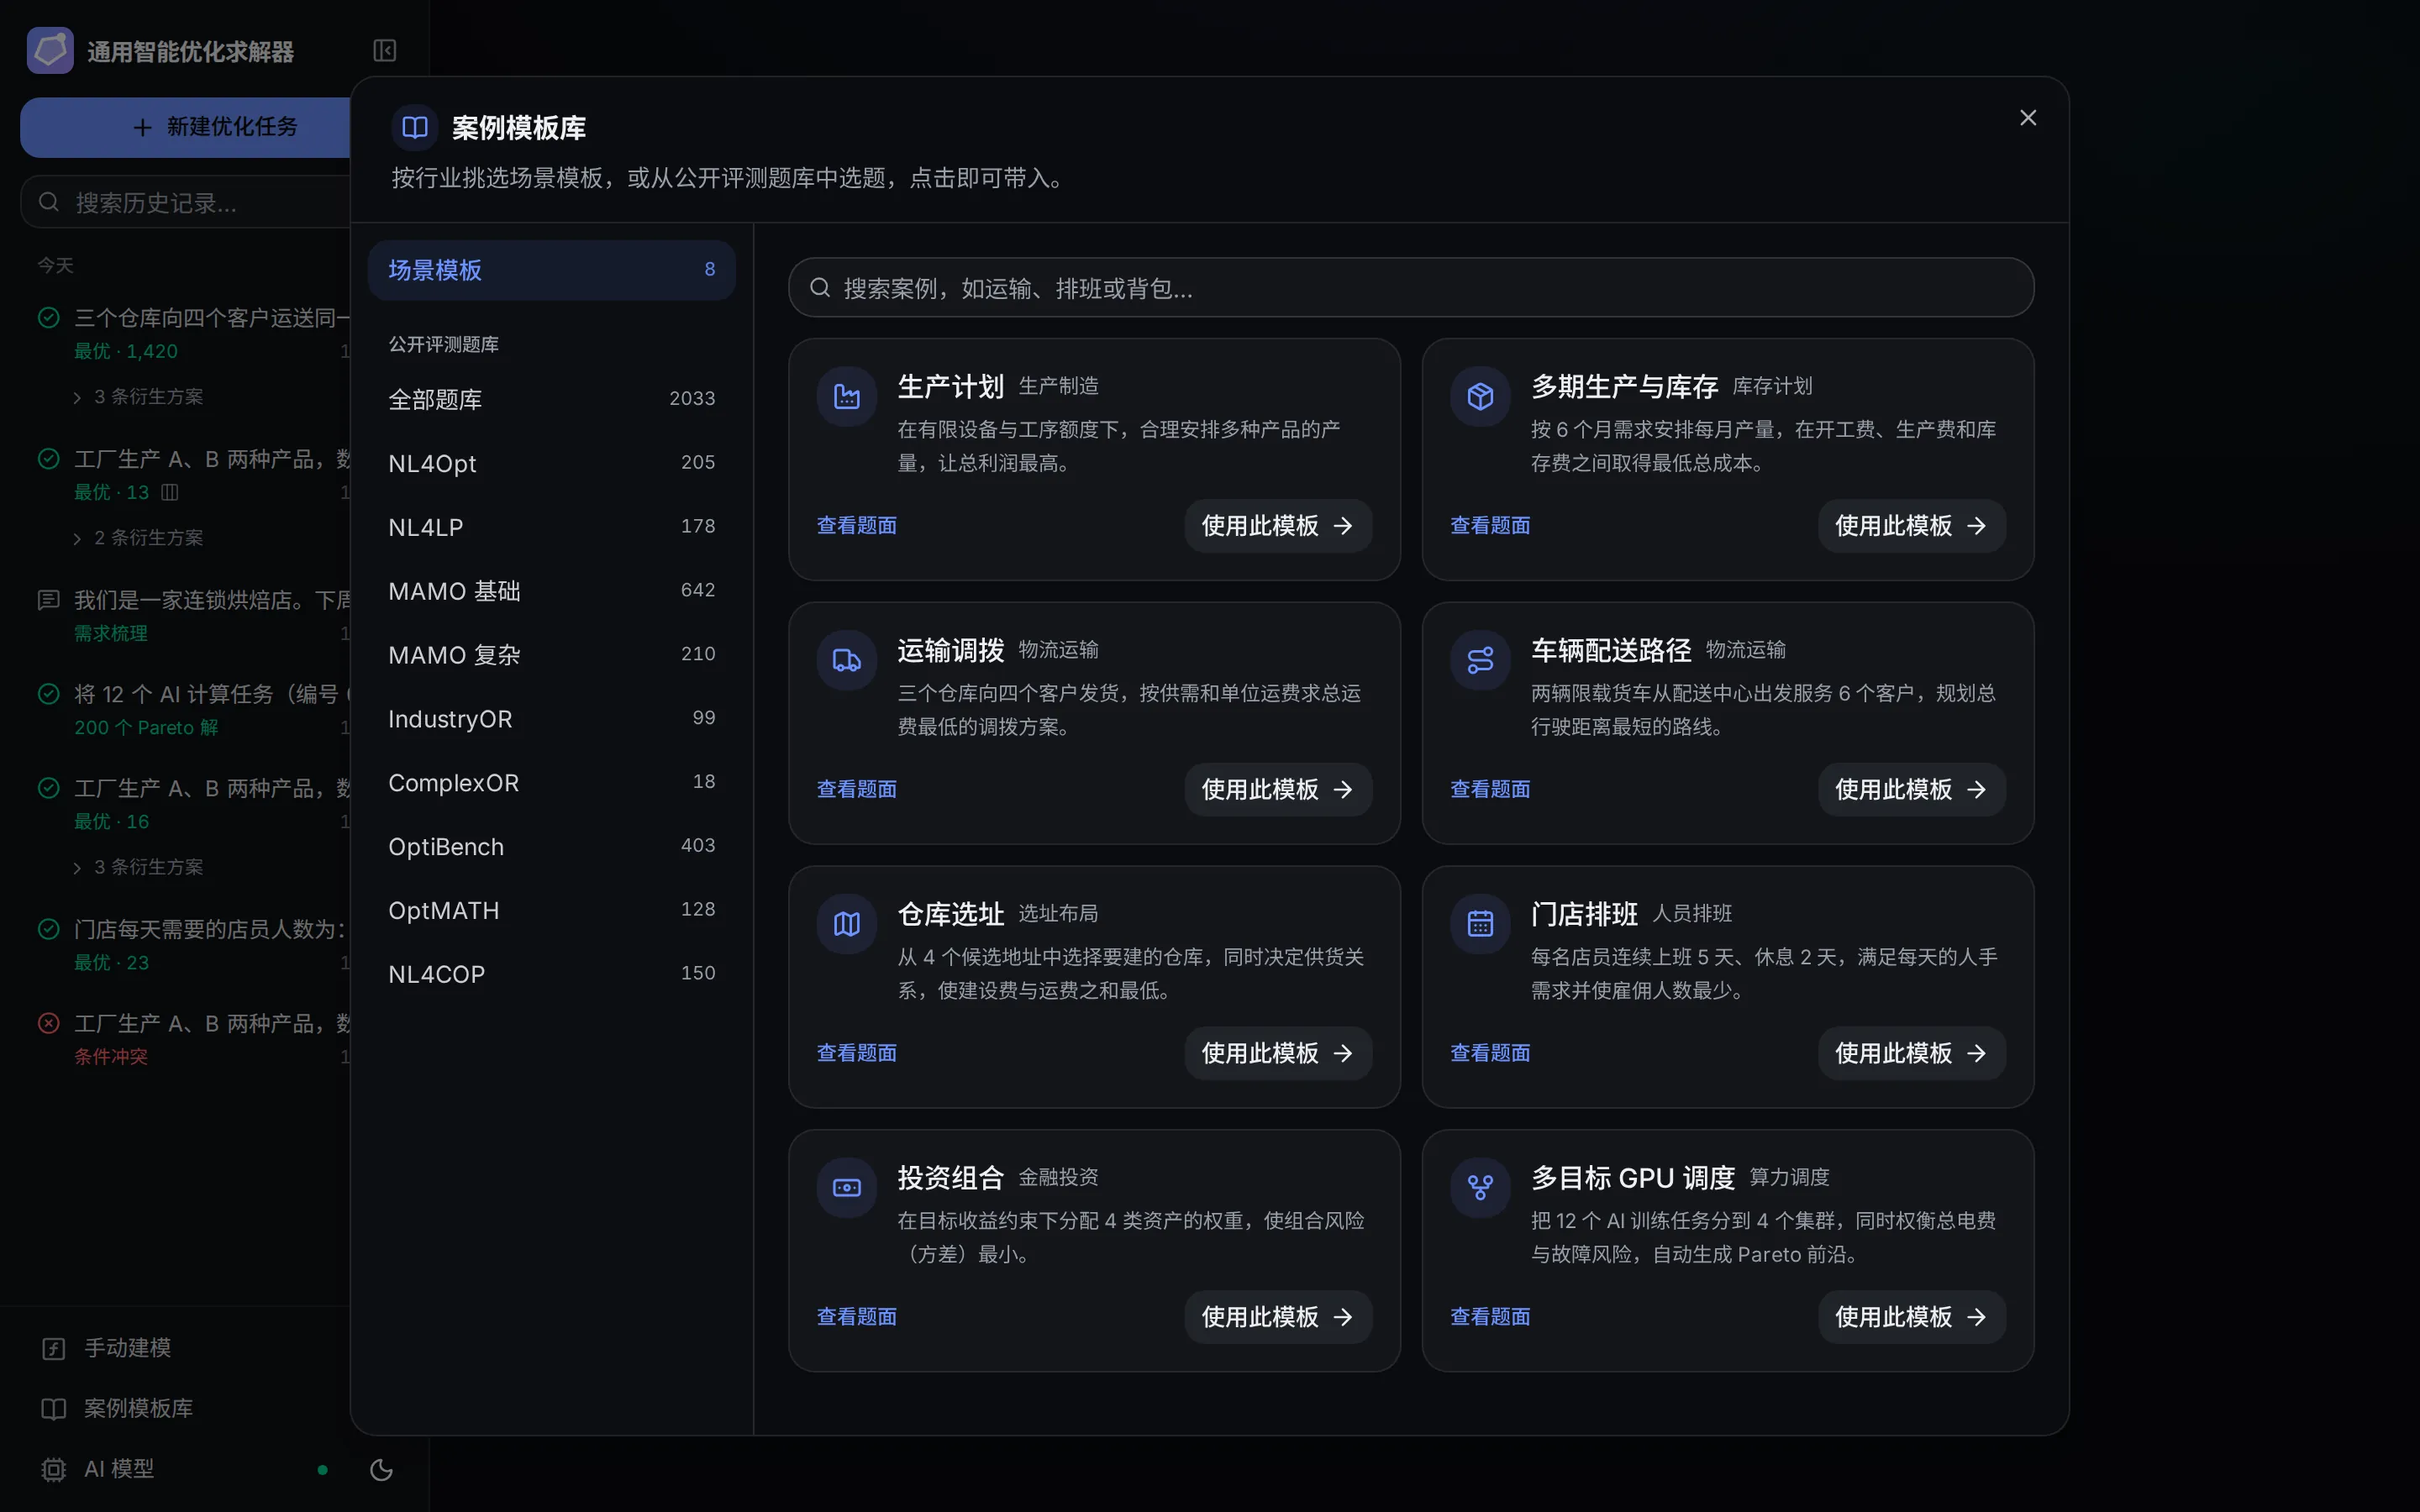 通用智能优化求解器
新建优化任务
搜索历史记录...
今天
三个仓库向四个客户运送同一
最优 · 1,420
3 条衍生方案
工厂生产 A、B 两种产品，数
最优 · 13
2 条衍生方案
我们是一家连锁烘焙店。下周
需求梳理
将 12 个 AI 计算任务（编号
200 个 Pareto 解
工厂生产 A、B 两种产品，数
最优 · 16
3 条衍生方案
门店每天需要的店员人数为：
最优 · 23
工厂生产 A、B 两种产品，数
条件冲突
手动建模
案例模板库
AI 模型
案例模板库
按行业挑选场景模板，或从公开评测题库中选题，点击即可带入。
场景模板 8
公开评测题库
全部题库 2033
NL4Opt 205
NL4LP 178
MAMO 基础 642
MAMO 复杂 210
IndustryOR 99
ComplexOR 18
OptiBench 403
OptMATH 128
NL4COP 150
搜索案例，如运输、排班或背包...
生产计划 生产制造
在有限设备与工序额度下，合理安排多种产品的产
量，让总利润最高。
查看题面 使用此模板
多期生产与库存 库存计划
按 6 个月需求安排每月产量，在开工费、生产费和库
存费之间取得最低总成本。
查看题面 使用此模板
运输调拨 物流运输
三个仓库向四个客户发货，按供需和单位运费求总运
费最低的调拨方案。
查看题面 使用此模板
车辆配送路径 物流运输
两辆限载货车从配送中心出发服务 6 个客户，规划总
行驶距离最短的路线。
查看题面 使用此模板
仓库选址 选址布局
从 4 个候选地址中选择要建的仓库，同时决定供货关
系，使建设费与运费之和最低。
查看题面 使用此模板
门店排班 人员排班
每名店员连续上班 5 天、休息 2 天，满足每天的人手
需求并使雇佣人数最少。
查看题面 使用此模板
投资组合 金融投资
在目标收益约束下分配 4 类资产的权重，使组合风险
（方差）最小。
查看题面 使用此模板
多目标 GPU 调度 算力调度
把 12 个 AI 训练任务分到 4 个集群，同时权衡总电费
与故障风险，自动生成 Pareto 前沿。
查看题面 使用此模板